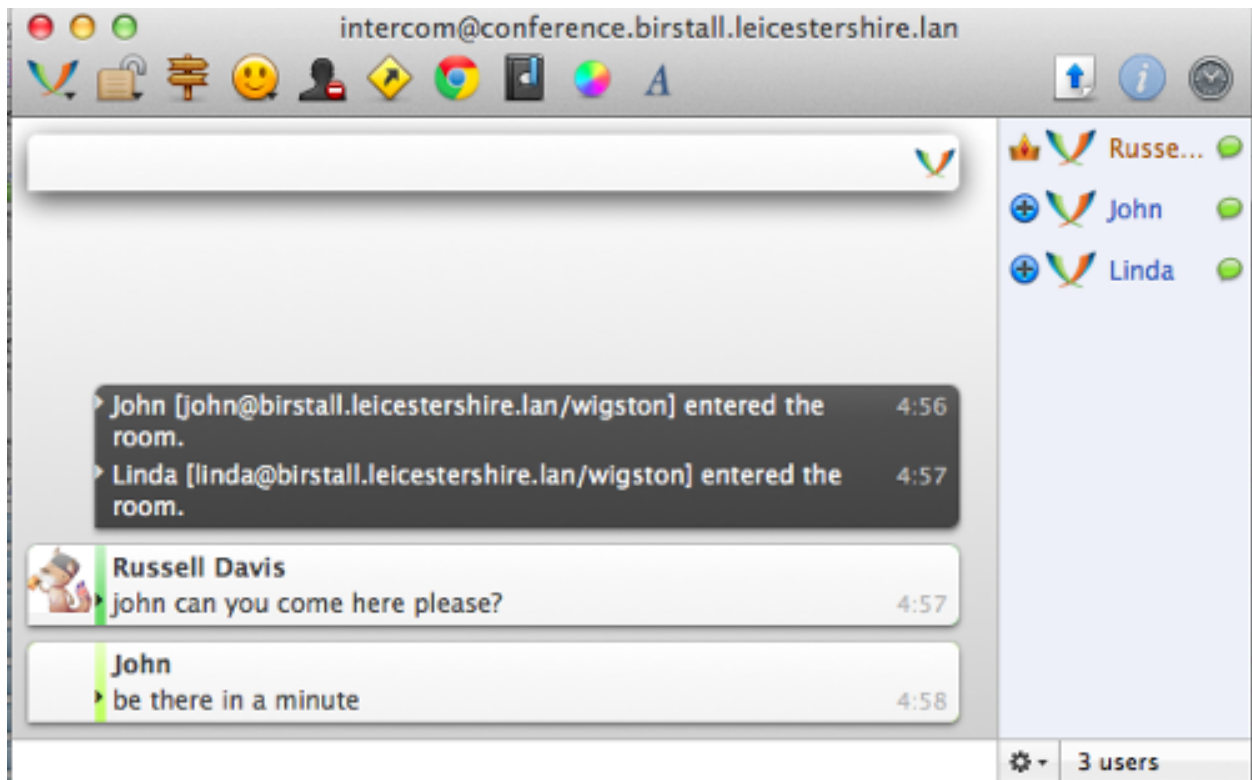 intercom@conference.birstall.leicestershire.lan
A
Russe...
John
Linda
John [john@birstall.leicestershire.lan/wigston] entered the 4:56
room.
Linda [linda@birstall.leicestershire.lan/wigston] entered the 4:57
room.
Russell Davis
john can you come here please? 4:57
John
be there in a minute 4:58
3 users